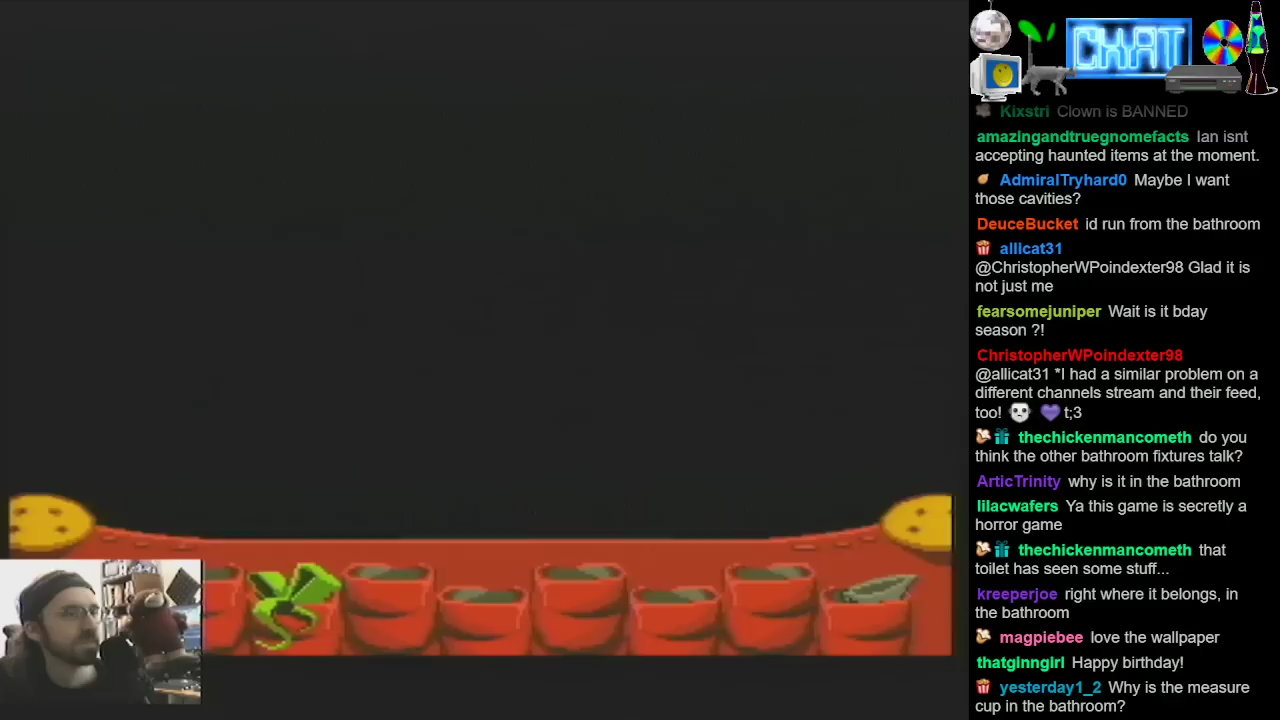 CHAT
Kixstri Clown is BANNED
amazingandtruegnomefacts Ian isnt
accepting haunted items at the moment.
AdmiralTryhard0 Maybe I want
those cavities?
DeuceBucket id run from the bathroom
allicat31
@ChristopherWPoindexter98 Glad it is
not just me
fearsomejuniper Wait is it bday
season ?!
ChristopherWPoindexter98
@allicat31 *I had a similar problem on a
different channels stream and their feed,
too! t;3
thechickenmancometh do you
think the other bathroom fixtures talk?
ArticTrinity why is it in the bathroom
lilacwafers Ya this game is secretly a
horror game
thechickenmancometh that
toilet has seen some stuff...
kreeperjoe right where it belongs, in
the bathroom
magpiebee love the wallpaper
thatginngirl Happy birthday!
yesterday1_2 Why is the measure
cup in the bathroom?